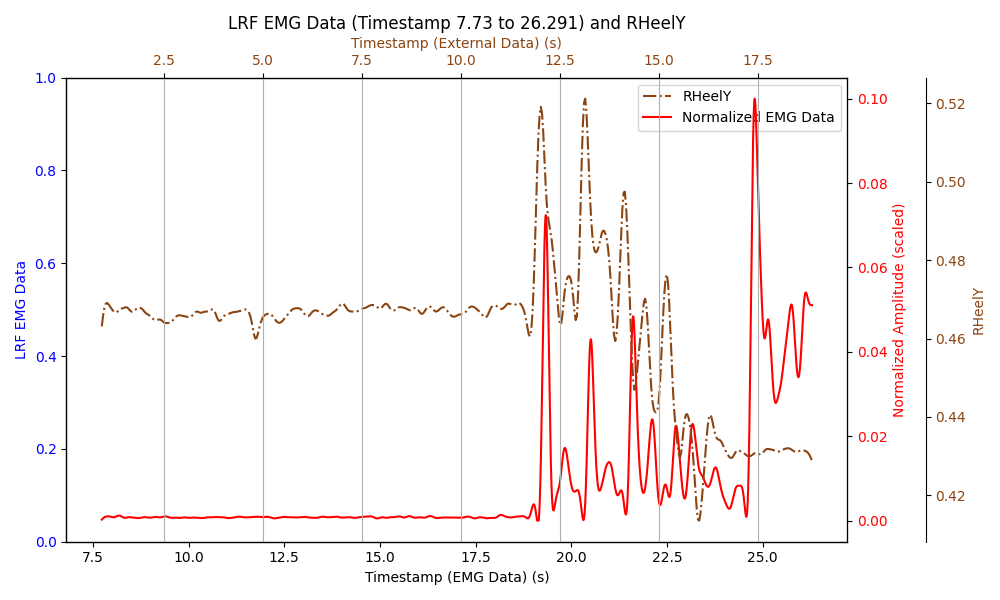 LRF EMG Data (Timestamp 7.73 to 26.291) and RHeelY
Timestamp (External Data) (s)
2.5 5.0 7.5 10.0 12.5 15.0 17.5
RHeelY
Normalized EMG Data
1.0
0.8
0.6
0.4
0.2
0.0
LRF EMG Data
0.10
0.08
0.06
0.04
0.02
0.00
Normalized Amplitude (scaled)
0.52
0.50
0.48
0.46
0.44
0.42
RHeelY
7.5 10.0 12.5 15.0 17.5 20.0 22.5 25.0
Timestamp (EMG Data) (s)